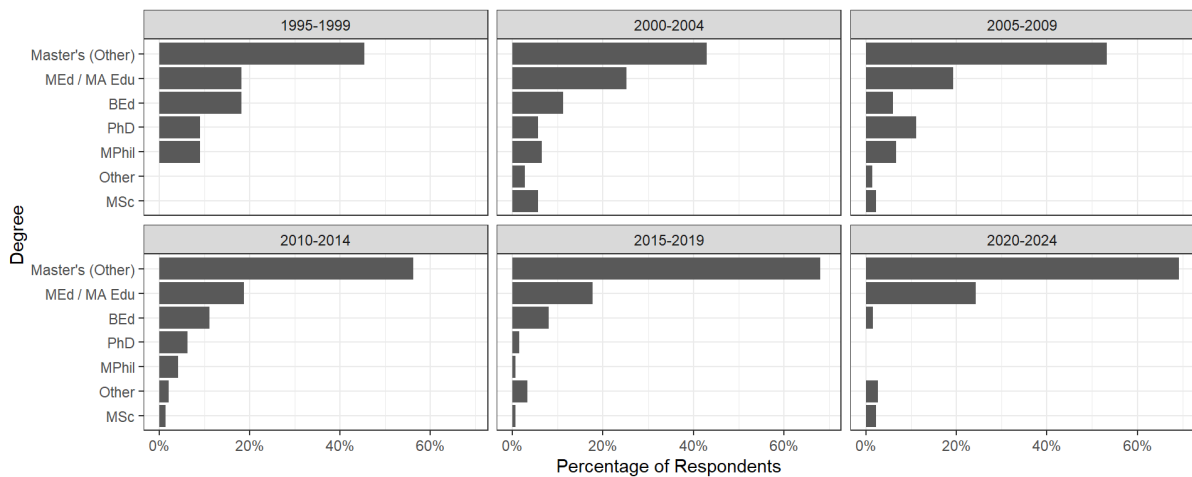 1995-1999
2000-2004
2005-2009
Master's (Other)
MEd / MA Edu
BEd
PhD
MPhil
Other
MSc
Degree
2010-2014
2015-2019
2020-2024
Master's (Other)
MEd / MA Edu
BEd
PhD
MPhil
Other
MSc
0% 20% 40% 60%
0% 20% 40% 60%
0% 20% 40% 60%
Percentage of Respondents